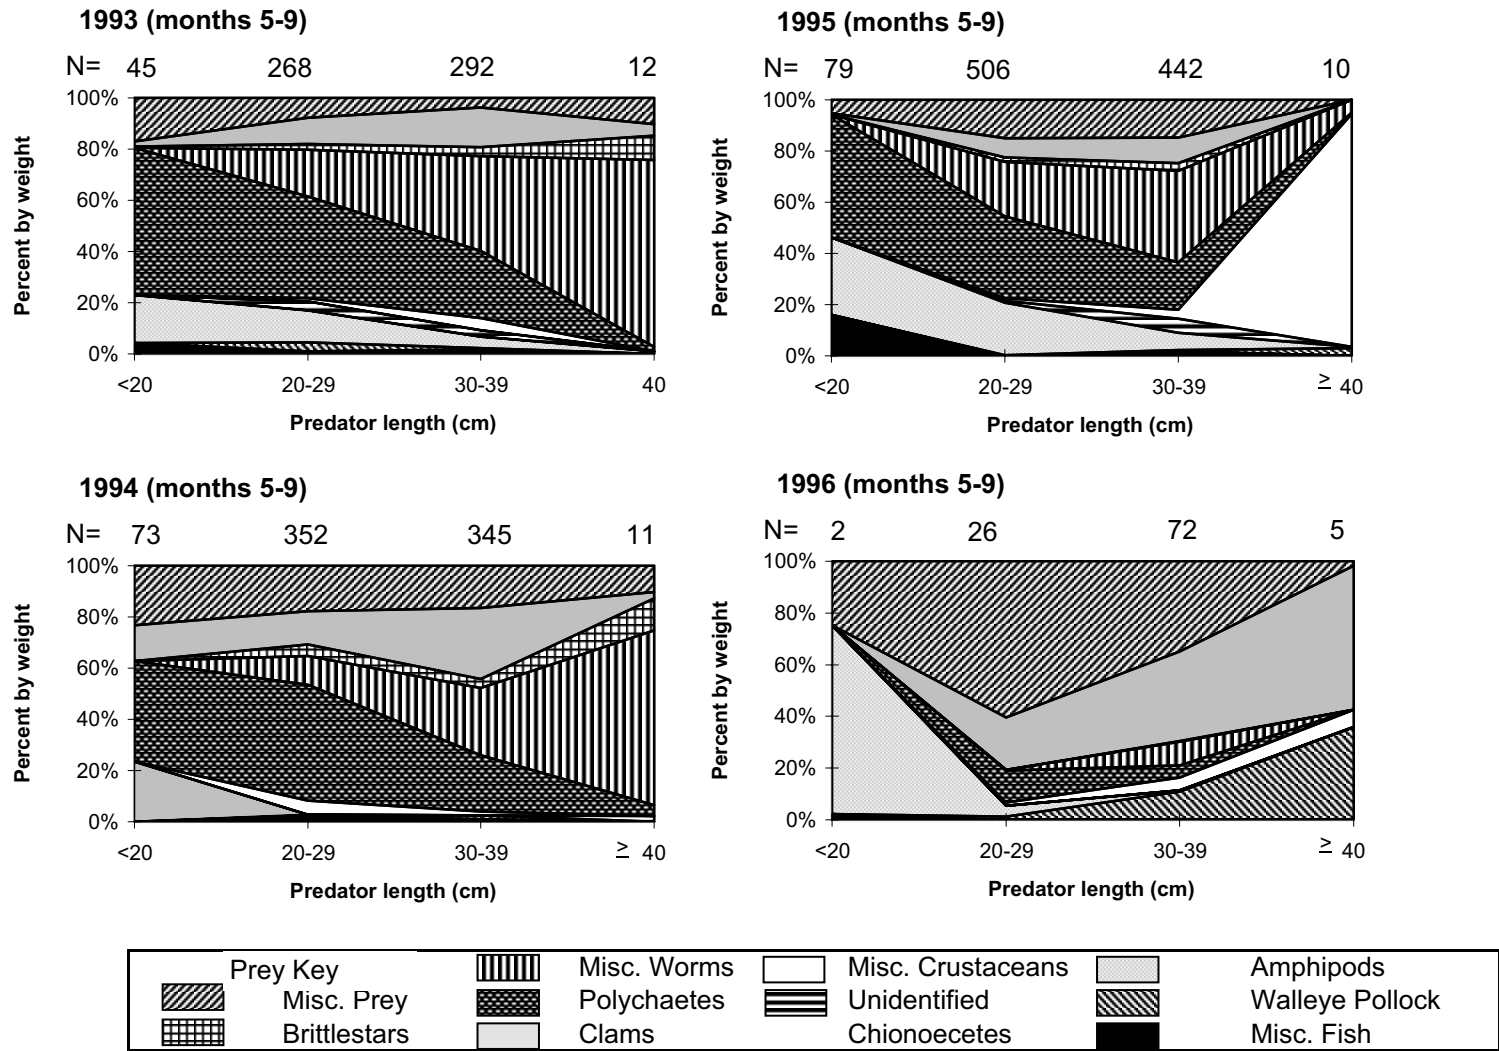 1993 (months 5-9)
N= 45 268 292 12
100%
80%
60%
40%
20%
0%
Percent by weight
<20 20-29 30-39 40
Predator length (cm)
1995 (months 5-9)
N= 79 506 442 10
100%
80%
60%
40%
20%
0%
Percent by weight
<20 20-29 30-39 ≥ 40
Predator length (cm)
1994 (months 5-9)
N= 73 352 345 11
100%
80%
60%
40%
20%
0%
Percent by weight
<20 20-29 30-39 ≥ 40
Predator length (cm)
1996 (months 5-9)
N= 2 26 72 5
100%
80%
60%
40%
20%
0%
Percent by weight
<20 20-29 30-39 ≥ 40
Predator length (cm)
Prey Key Misc. Worms Misc. Crustaceans Amphipods
Misc. Prey Polychaetes Unidentified Walleye Pollock
Brittlestars Clams Chionoecetes Misc. Fish